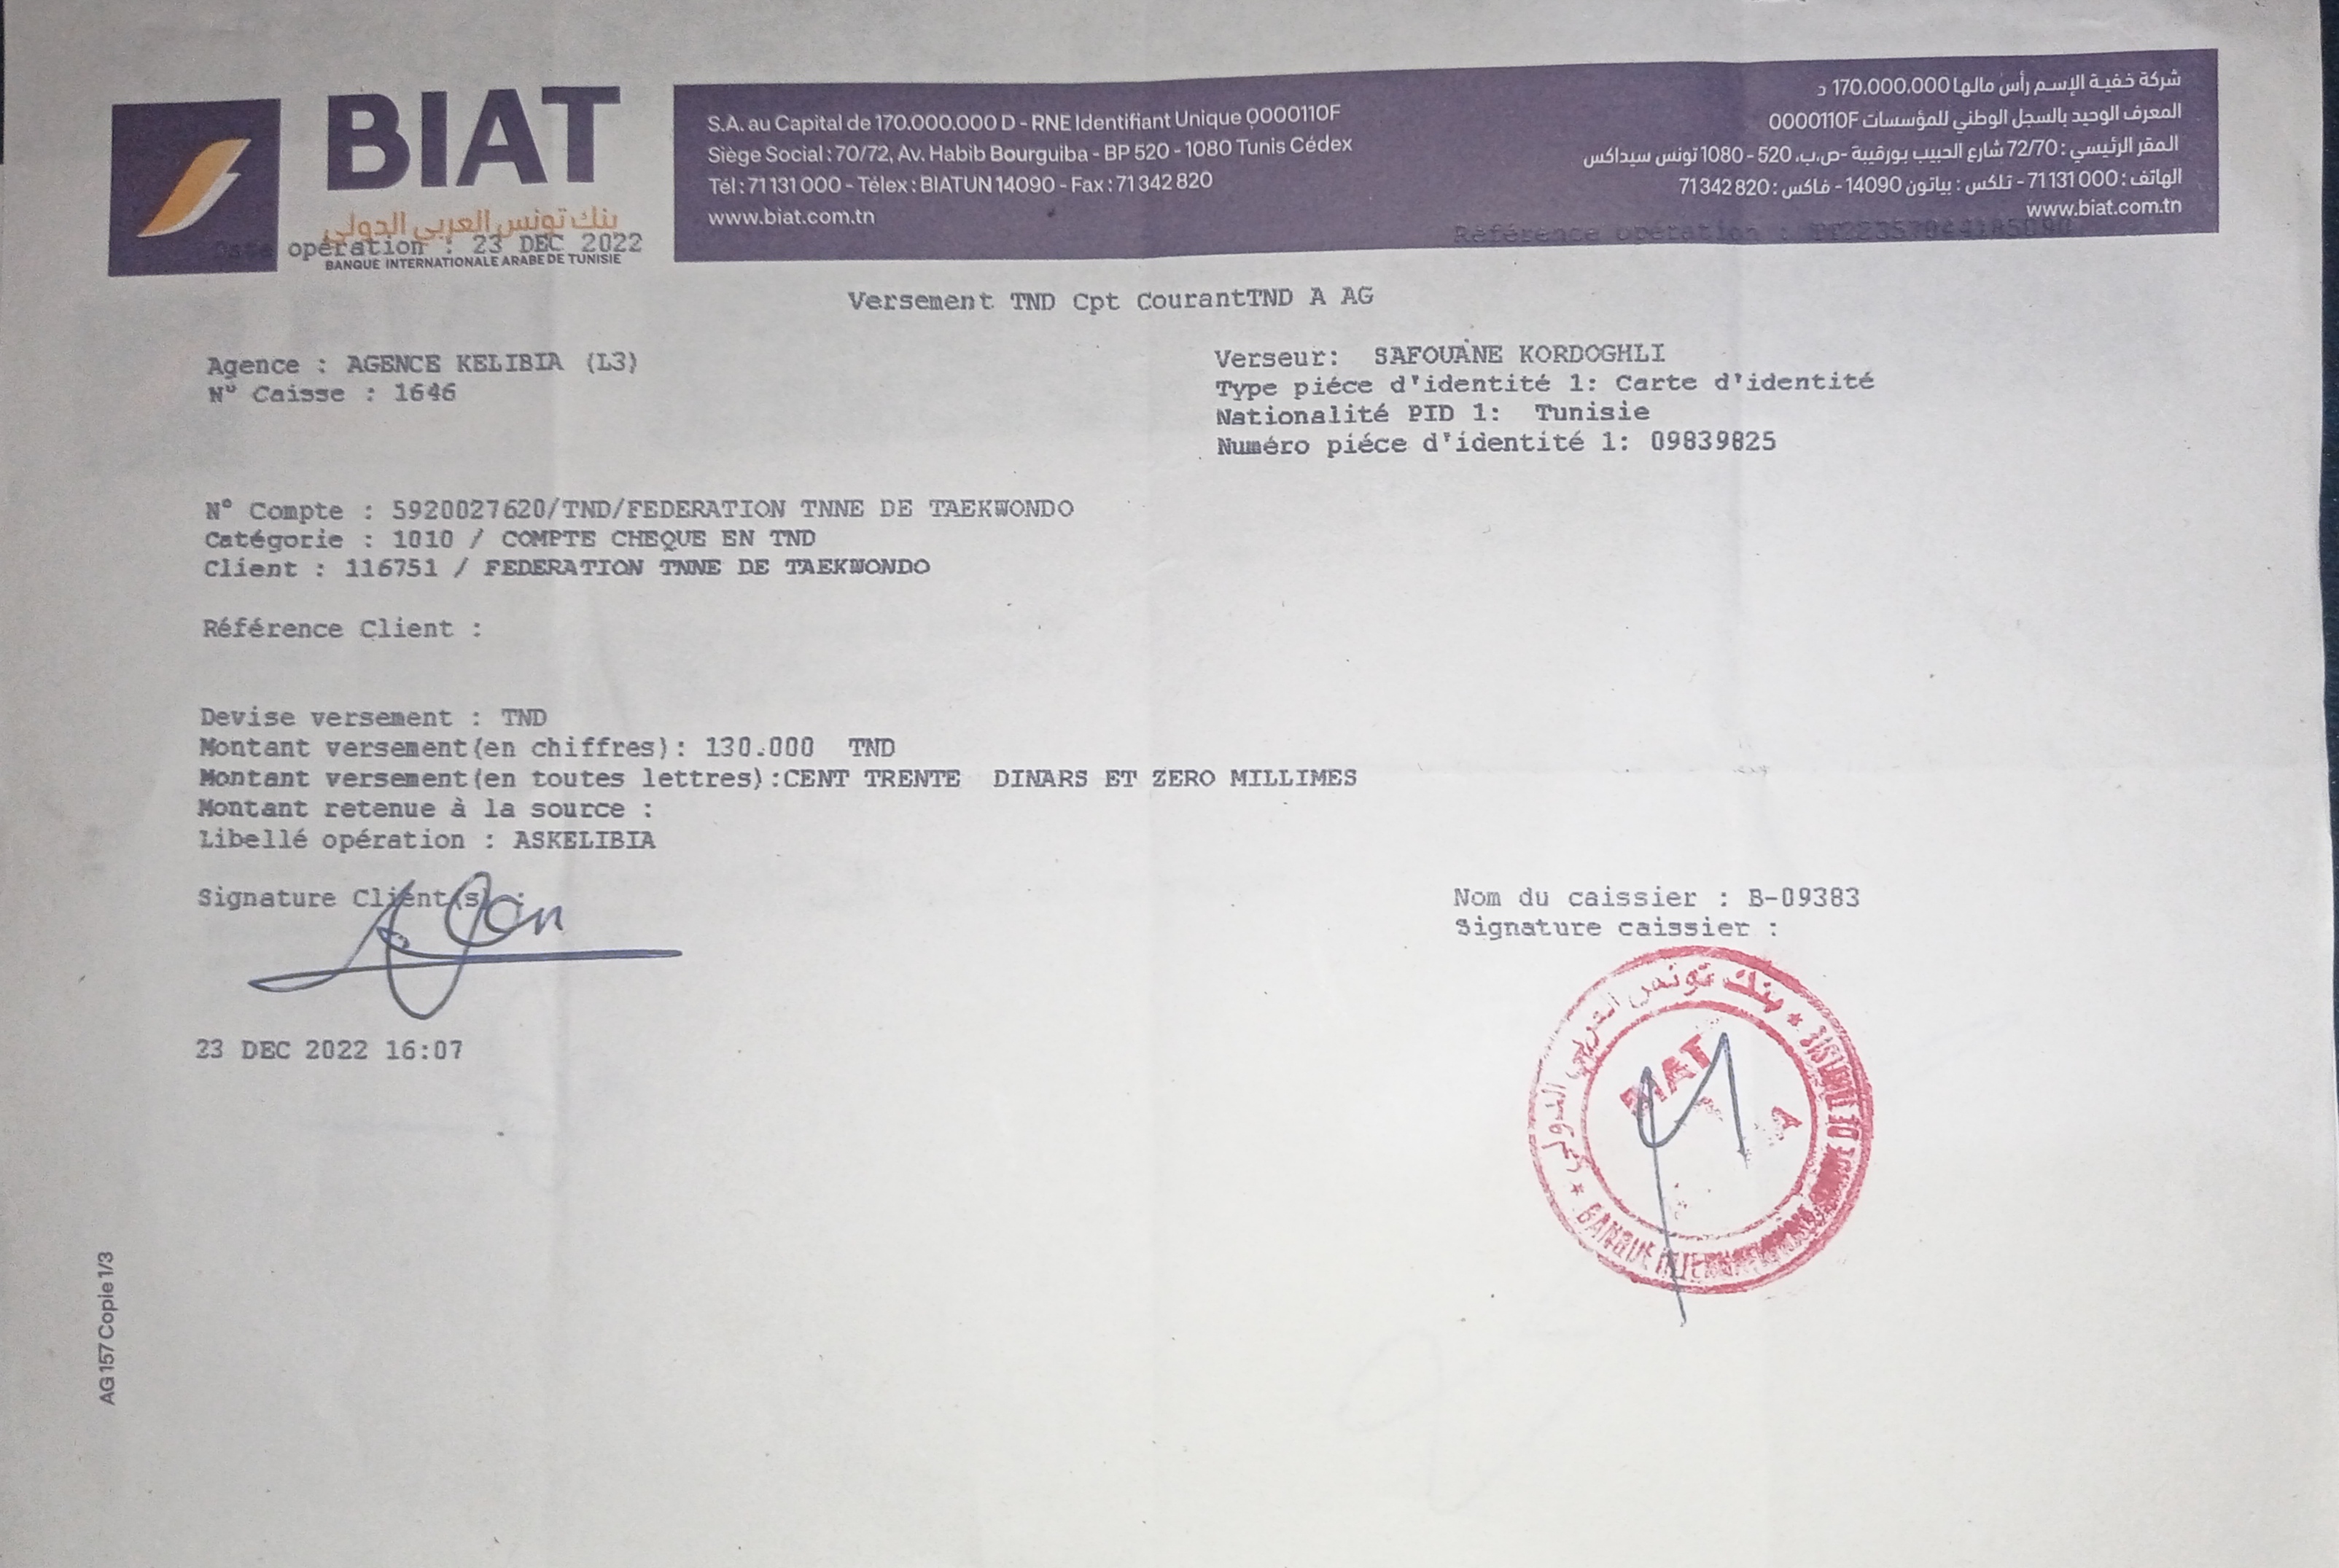 BIAT
بنك تونس العربي الدولي
Date opération : 23 DEC 2022
BANQUE INTERNATIONALE ARABE DE TUNISIE
S.A. au Capital de 170.000.000 D - RNE Identifiant Unique 0000110F
Siège Social : 70/72, Av. Habib Bourguiba - BP 520 - 1080 Tunis Cédex
Tél : 71 131 000 - Télex : BIATUN 14090 - Fax : 71 342 820
www.biat.com.tn
شركة خفية الإسم رأس مالها 170.000.000 د
المعرف الوحيد بالسجل الوطني للمؤسسات 0000110F
المقر الرئيسي : 72/70 شارع الحبيب بورقيبة -ص.ب. 520 - 1080 تونس سيداكس
الهاتف : 71 131 000 - تلكس : بياتون 14090 - فاكس : 71 342 820
www.biat.com.tn
Référence opération :
Versement TND Cpt CourantTND A AG
Agence : AGENCE KELIBIA (L3)
N° Caisse : 1646
Verseur: SAFOUANE KORDOGHLI
Type piéce d'identité 1: Carte d'identité
Nationalité PID 1: Tunisie
Numéro piéce d'identité 1: 09839825
N° Compte : 5920027620/TND/FEDERATION TNNE DE TAEKWONDO
Catégorie : 1010 / COMPTE CHEQUE EN TND
Client : 116751 / FEDERATION TNNE DE TAEKWONDO
Référence Client :
Devise versement : TND
Montant versement(en chiffres): 130.000 TND
Montant versement(en toutes lettres):CENT TRENTE DINARS ET ZERO MILLIMES
Montant retenue à la source :
Libellé opération : ASKELIBIA
Signature Client(s) :
Nom du caissier : B-09383
Signature caissier :
23 DEC 2022 16:07
بنك تونس العربي الدولي
BIAT
BANQUE
AG 157 Copie 1/3